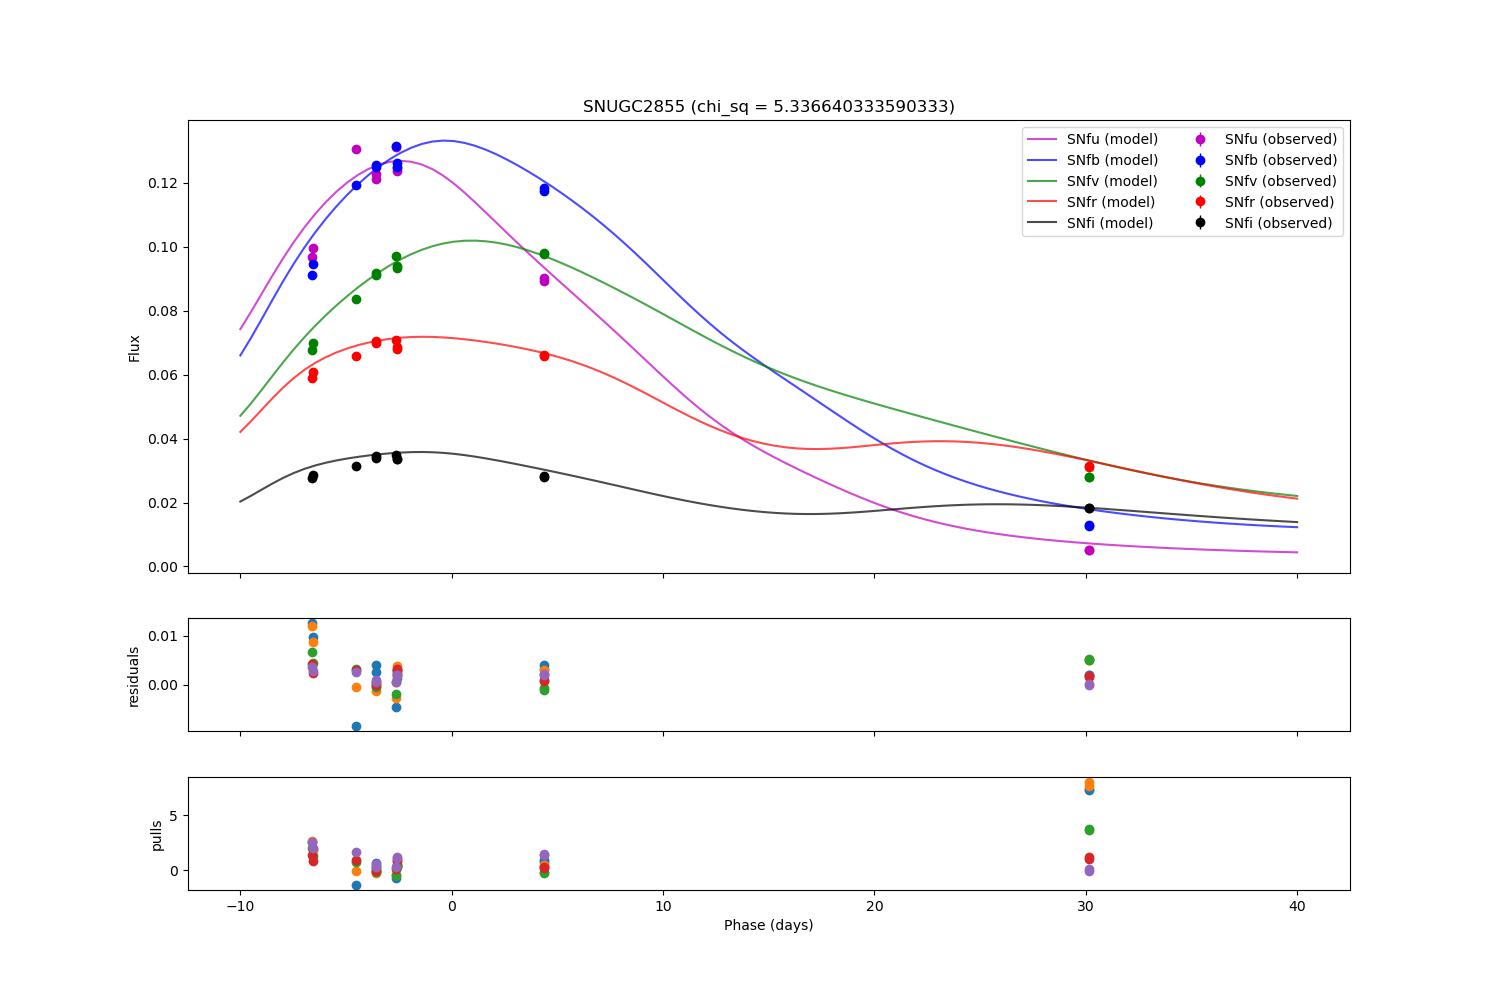 SNUGC2855 (chi_sq = 5.336640333590333)
SNfu (model)
SNfb (model)
SNfv (model)
SNfr (model)
SNfi (model)
SNfu (observed)
SNfb (observed)
SNfv (observed)
SNfr (observed)
SNfi (observed)
Flux
0.12
0.10
0.08
0.06
0.04
0.02
0.00
residuals
0.01
0.00
pulls
5
0
−10
0
10
20
30
40
Phase (days)